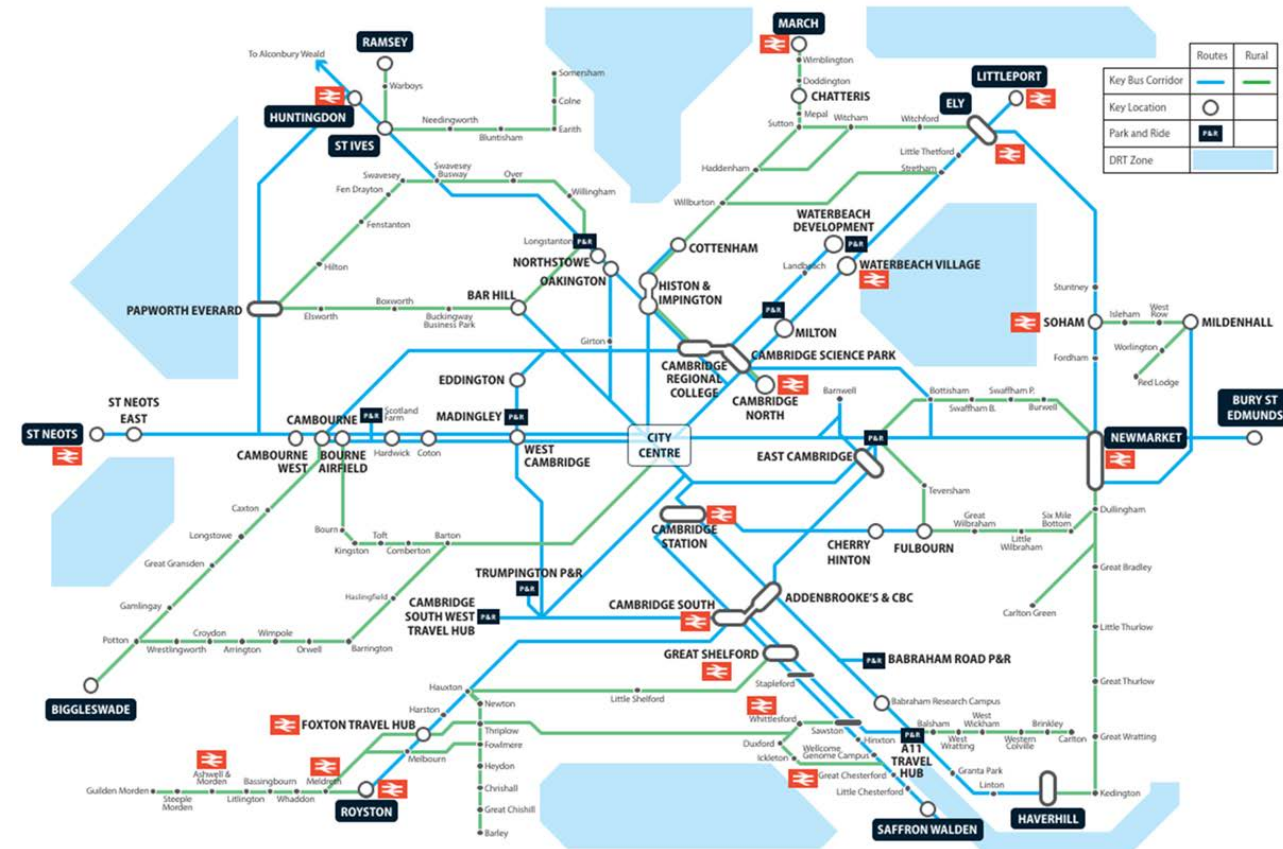 MARCH
RAMSEY
To Alconbury Weald
Somersham
Wimblington
LITTLEPORT
Routes
Rural
Warboys
Doddington
Key Bus Corridor
HUNTINGDON
Colne
CHATTERIS
ELY
Key Location
Needingworth
Mepal
Witchford
Park and Ride
P&R
ST IVES
Bluntisham
Earith
Sutton
Witcham
DRT Zone
Little Thetford
Swavesey
Swavesey
Busway
Over
Haddenham
Stretham
Fen Drayton
Willingham
Willburton
Fenstanton
WATERBEACH
DEVELOPMENT
Longstanton
P&R
COTTENHAM
P&R
NORTHSTOWE
Landbeach
WATERBEACH VILLAGE
Hilton
OAKINGTON
HISTON &
IMPINGTON
Stuntney
BAR HILL
PAPWORTH EVERARD
Elsworth
Boxworth
Buckingway
Business Park
P&R
MILTON
SOHAM
Isleham
West
Row
MILDENHALL
Girton
CAMBRIDGE SCIENCE PARK
Fordham
Worlington
CAMBRIDGE
REGIONAL
COLLEGE
Red Lodge
EDDINGTON
CAMBRIDGE
NORTH
Barnwell
Bottisham
Swaffham P.
Swaffham B.
Burwell
ST NEOTS
EAST
BURY ST
EDMUNDS
CAMBOURNE
P&R
Scotland
Farm
MADINGLEY
P&R
ST NEOTS
CITY
CENTRE
P&R
NEWMARKET
CAMBOURNE
WEST
BOURNE
AIRFIELD
Hardwick
Coton
WEST
CAMBRIDGE
EAST CAMBRIDGE
Teversham
Caxton
Dullingham
CAMBRIDGE
STATION
Great
Wilbraham
Six Mile
Bottom
Longstowe
Bourn
Toft
Barton
CHERRY
HINTON
FULBOURN
Little
Wilbraham
Kingston
Comberton
Great Gransden
TRUMPINGTON P&R
P&R
Great Bradley
Haslingfield
CAMBRIDGE
SOUTH WEST
TRAVEL HUB
P&R
CAMBRIDGE SOUTH
ADDENBROOKE'S & CBC
Gamlingay
Carlton Green
Little Thurlow
Potton
Croydon
Wimpole
Wrestlingworth
Arrington
Orwell
Barrington
GREAT SHELFORD
P&R
BABRAHAM ROAD P&R
BIGGLESWADE
Hauxton
Little Shelford
Stapleford
Great Thurlow
Newton
Babraham Research Campus
Harston
FOXTON TRAVEL HUB
Whittlesford
Thriplow
Sawston
Hinxton
P&R
Balsham
West
Wickham
Brinkley
Great Wratting
West
Wratting
Western
Colville
Carlton
Fowlmere
Duxford
A11
TRAVEL
HUB
Melbourn
Ickleton
Wellcome
Genome Campus
Ashwell &
Morden
Heydon
Great Chesterford
Granta Park
Bassingbourn
Meldreth
Guilden Morden
Chrishall
Little Chesterford
Linton
Kedington
Steeple
Morden
Litlington
Whaddon
ROYSTON
Great Chishill
HAVERHILL
Barley
SAFFRON WALDEN